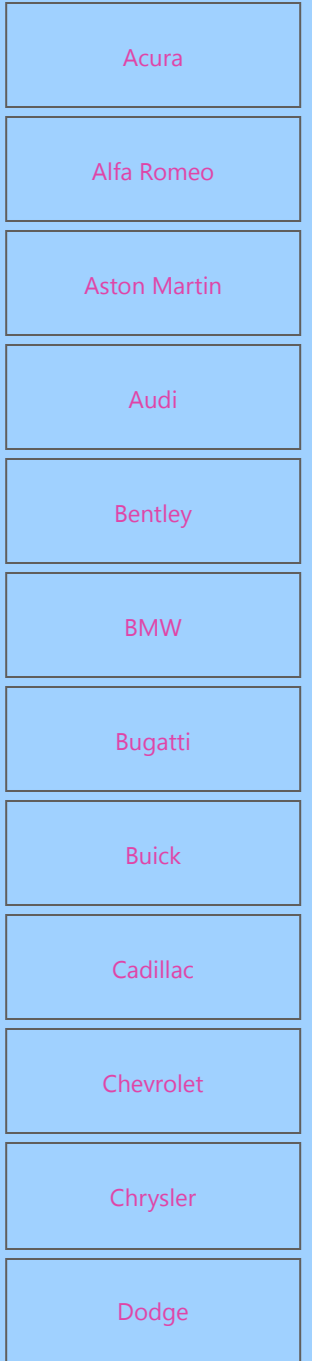 Acura
Alfa Romeo
Aston Martin
Audi
Bentley
BMW
Bugatti
Buick
Cadillac
Chevrolet
Chrysler
Dodge